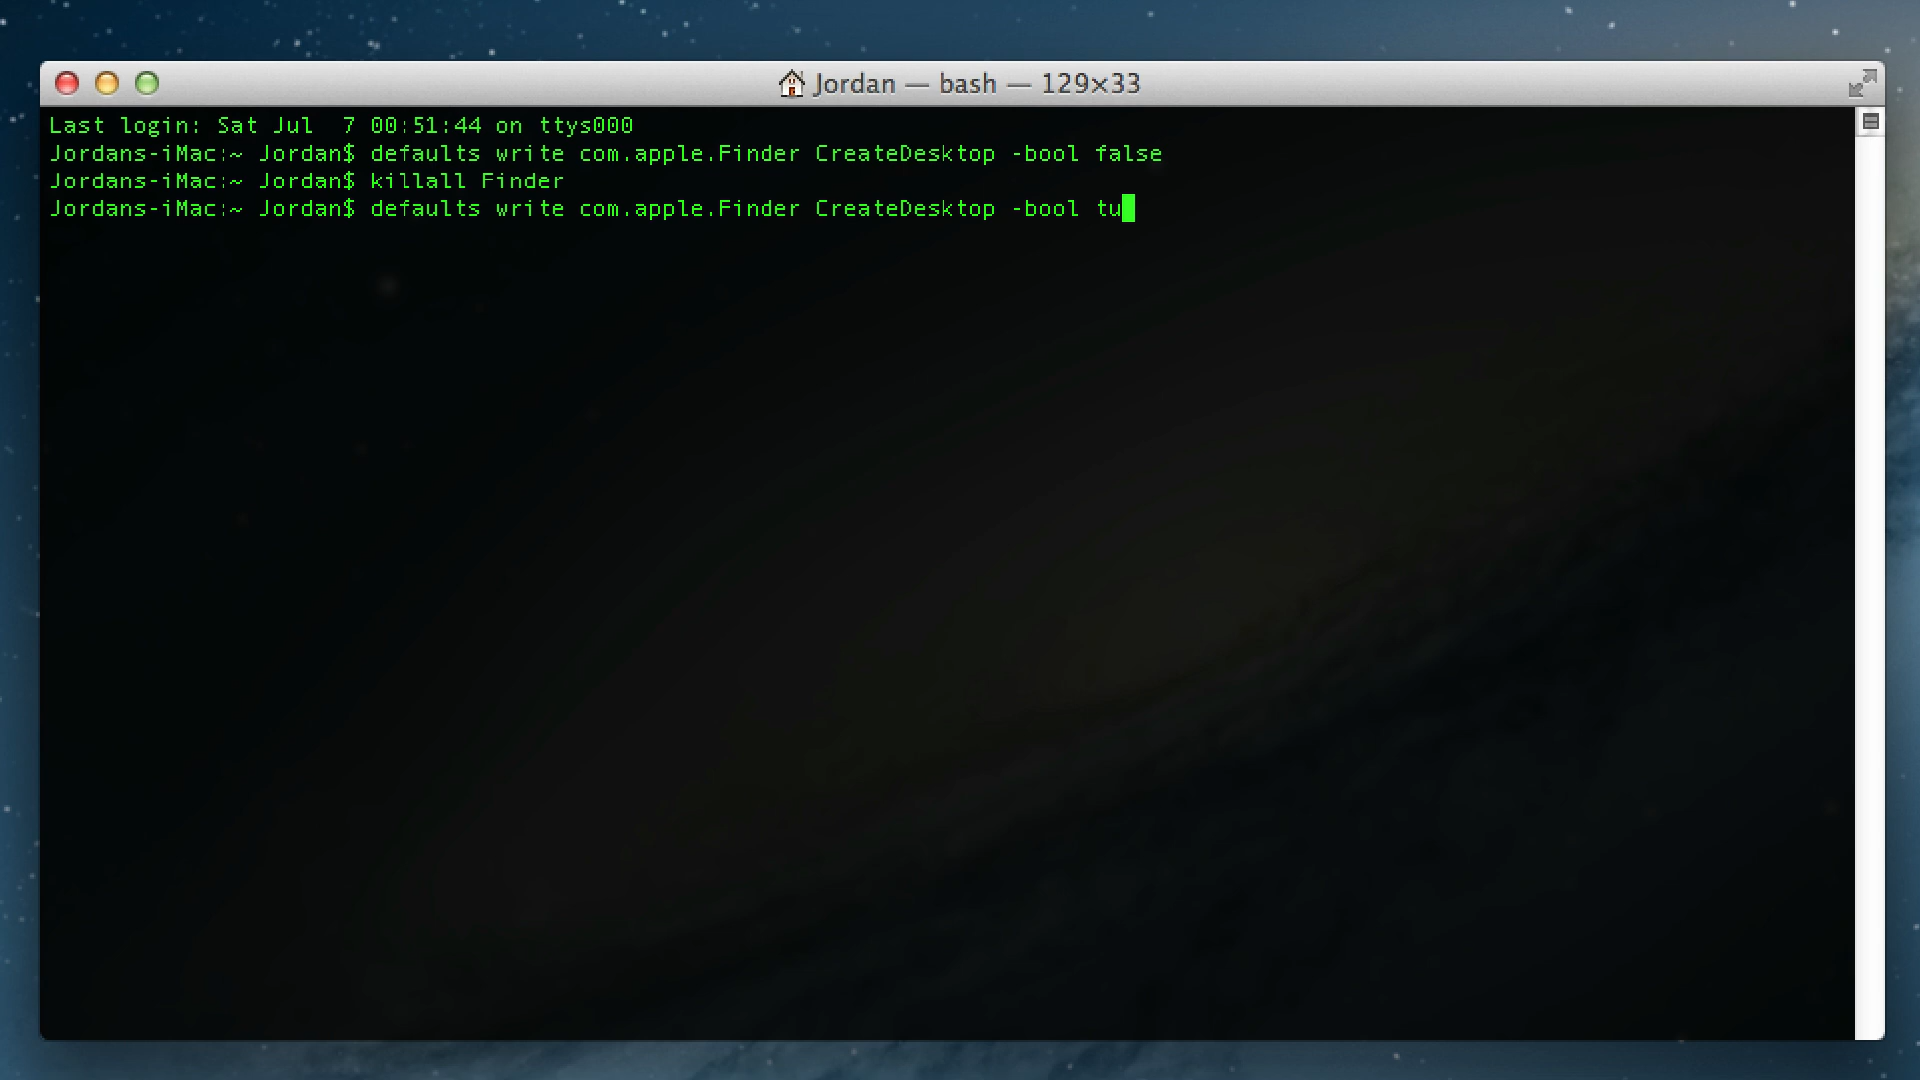 Jordan — bash — 129×33
Last login: Sat Jul  7 00:51:44 on ttys000
Jordans-iMac:~ Jordan$ defaults write com.apple.Finder CreateDesktop -bool false
Jordans-iMac:~ Jordan$ killall Finder
Jordans-iMac:~ Jordan$ defaults write com.apple.Finder CreateDesktop -bool tu